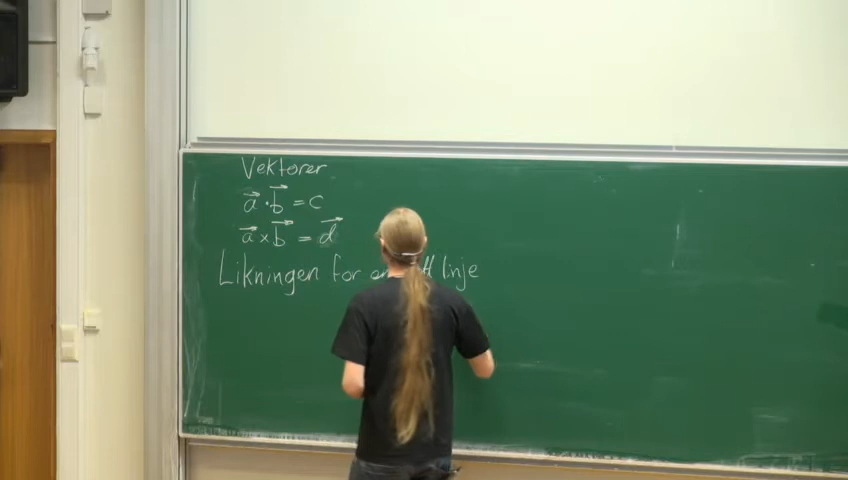 Vektorer
a⃗ · b⃗ = c
a⃗ × b⃗ = d⃗
Likningen for linje